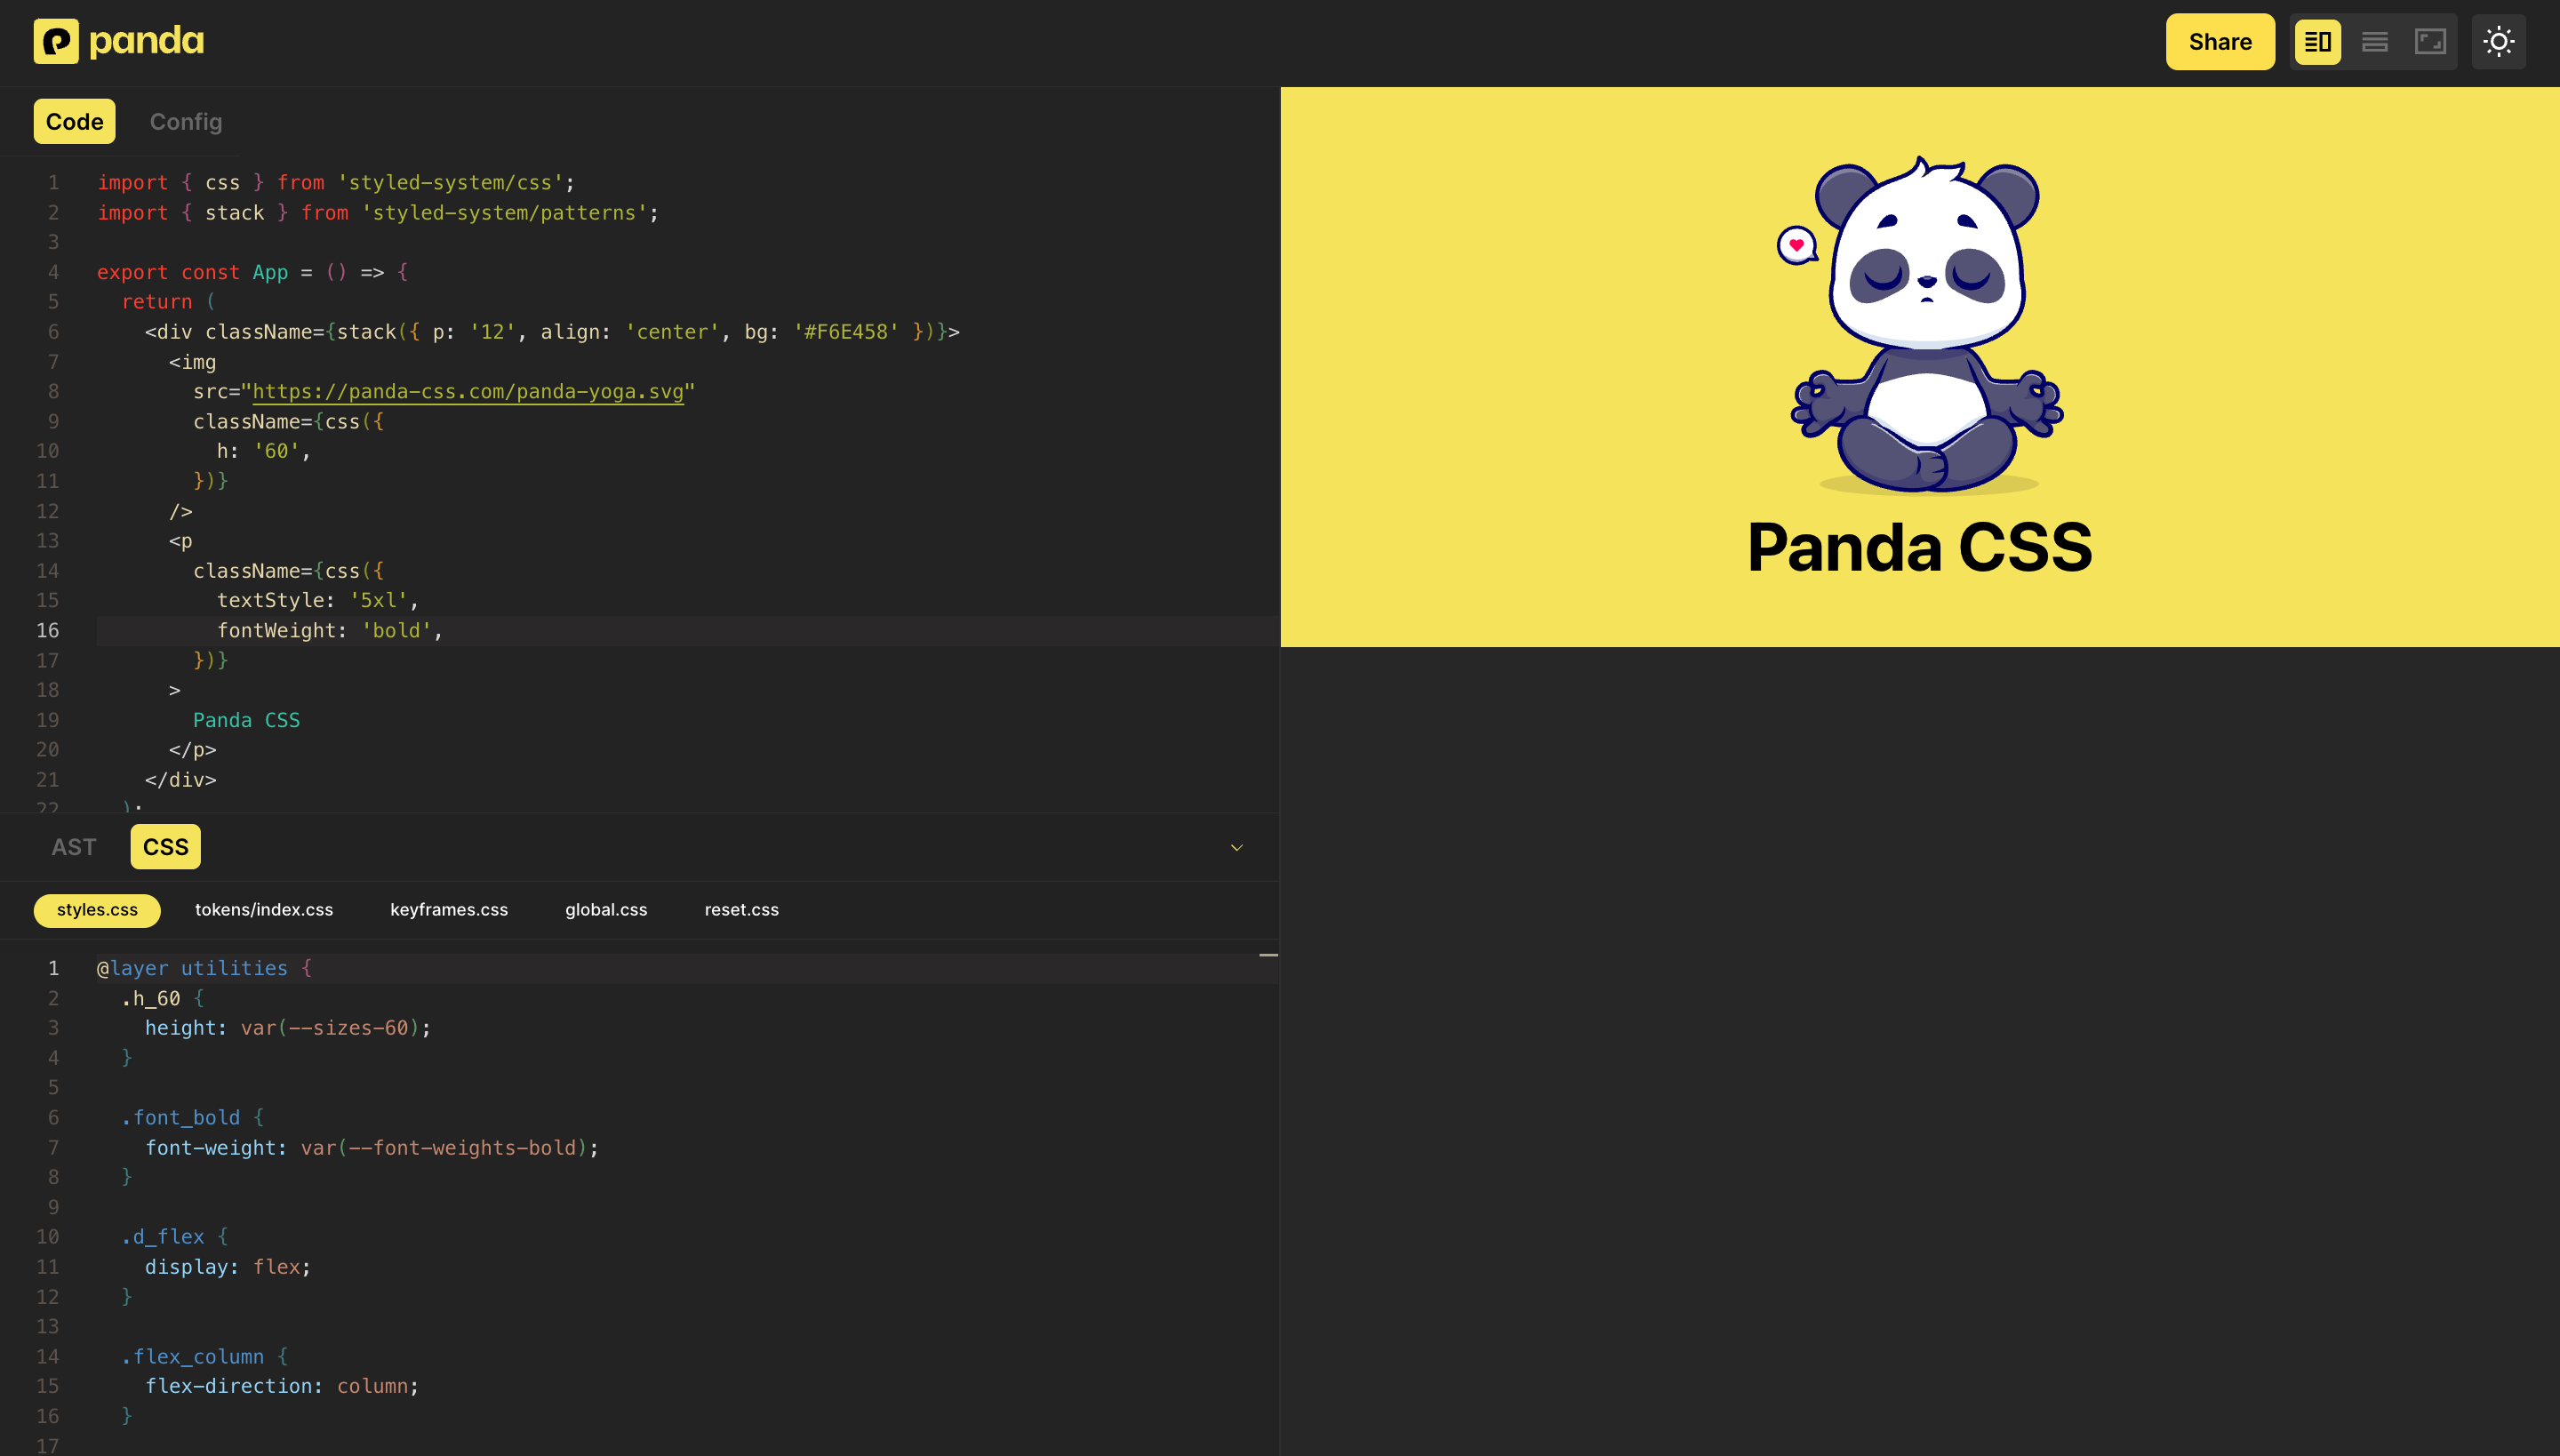 panda
Share
Code Config
1 import { css } from 'styled-system/css';
2 import { stack } from 'styled-system/patterns';
3
4 export const App = () => {
5 return (
6 <div className={stack({ p: '12', align: 'center', bg: '#F6E458' })}>
7 <img
8 src="https://panda-css.com/panda-yoga.svg"
9 className={css({
10 h: '60',
11 })}
12 />
13 <p
14 className={css({
15 textStyle: '5xl',
16 fontWeight: 'bold',
17 })}
18 >
19 Panda CSS
20 </p>
21 </div>
22 );
Panda CSS
AST CSS
styles.css tokens/index.css keyframes.css global.css reset.css
1 @layer utilities {
2 .h_60 {
3 height: var(--sizes-60);
4 }
5
6 .font_bold {
7 font-weight: var(--font-weights-bold);
8 }
9
10 .d_flex {
11 display: flex;
12 }
13
14 .flex_column {
15 flex-direction: column;
16 }
17